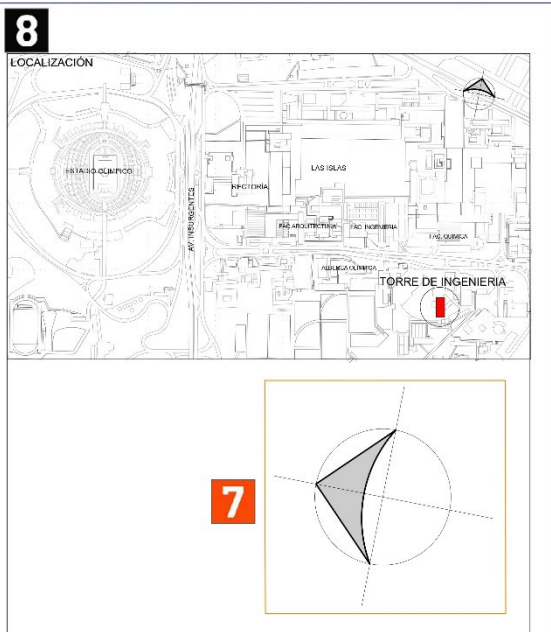 8
LOCALIZACIÓN
ESTADIO OLIMPICO
AV. INSURGENTES
RECTORÍA
LAS ISLAS
FAC.ARQUITECTURA
FAC. INGENIERIA
FAC. QUIMICA
ALBERCA OLIMPICA
TORRE DE INGENIERIA
7